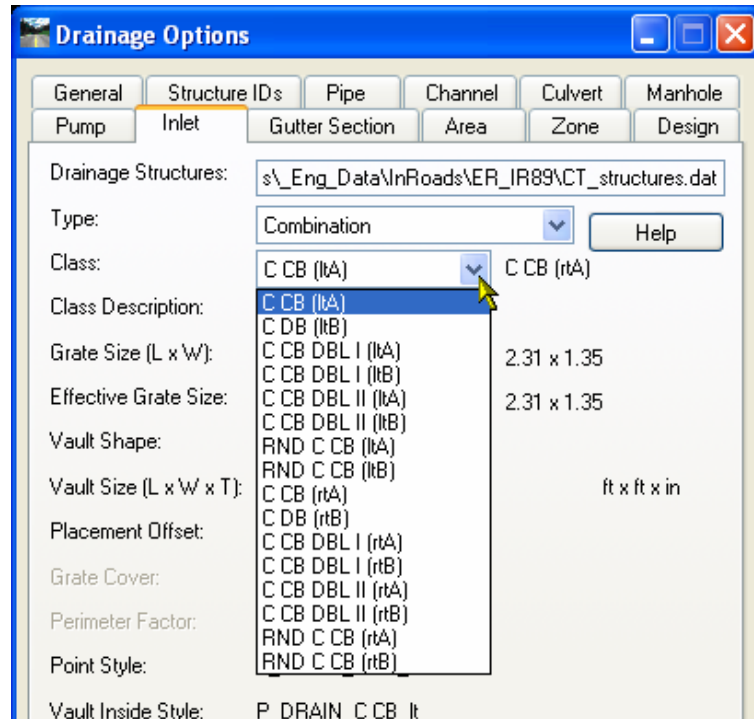 Drainage Options
General Structure IDs Pipe Channel Culvert Manhole
Pump Inlet Gutter Section Area Zone Design
Drainage Structures: s\_Eng_Data\InRoads\ER_IR89\CT_structures.dat
Type: Combination Help
Class: C CB (ltA) C CB (rtA)
Class Description: C CB (ltA)
C DB (ltB)
Grate Size (L x W): C CB DBL I (ltA) 2.31 x 1.35
C CB DBL I (ltB)
Effective Grate Size: C CB DBL II (ltA) 2.31 x 1.35
C CB DBL II (ltB)
Vault Shape: RND C CB (ltA)
RND C CB (ltB)
Vault Size (L x W x T): C CB (rtA) ft x ft x in
C DB (rtB)
Placement Offset: C CB DBL I (rtA)
C CB DBL I (rtB)
Grate Cover: C CB DBL II (rtA)
C CB DBL II (rtB)
Perimeter Factor: RND C CB (rtA)
Point Style: RND C CB (rtB)
Vault Inside Style: P_DRAIN_C CB_lt